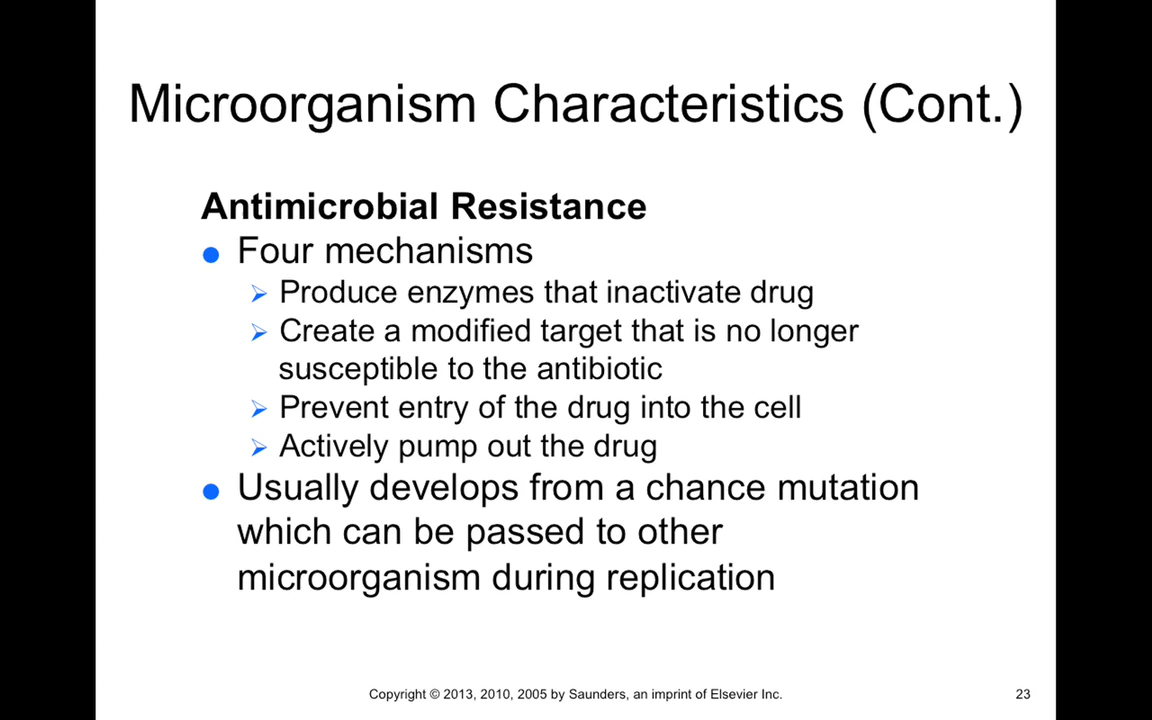 Microorganism Characteristics (Cont.)
Antimicrobial Resistance
● Four mechanisms
➢ Produce enzymes that inactivate drug
➢ Create a modified target that is no longer
susceptible to the antibiotic
➢ Prevent entry of the drug into the cell
➢ Actively pump out the drug
● Usually develops from a chance mutation
which can be passed to other
microorganism during replication
Copyright © 2013, 2010, 2005 by Saunders, an imprint of Elsevier Inc.
23